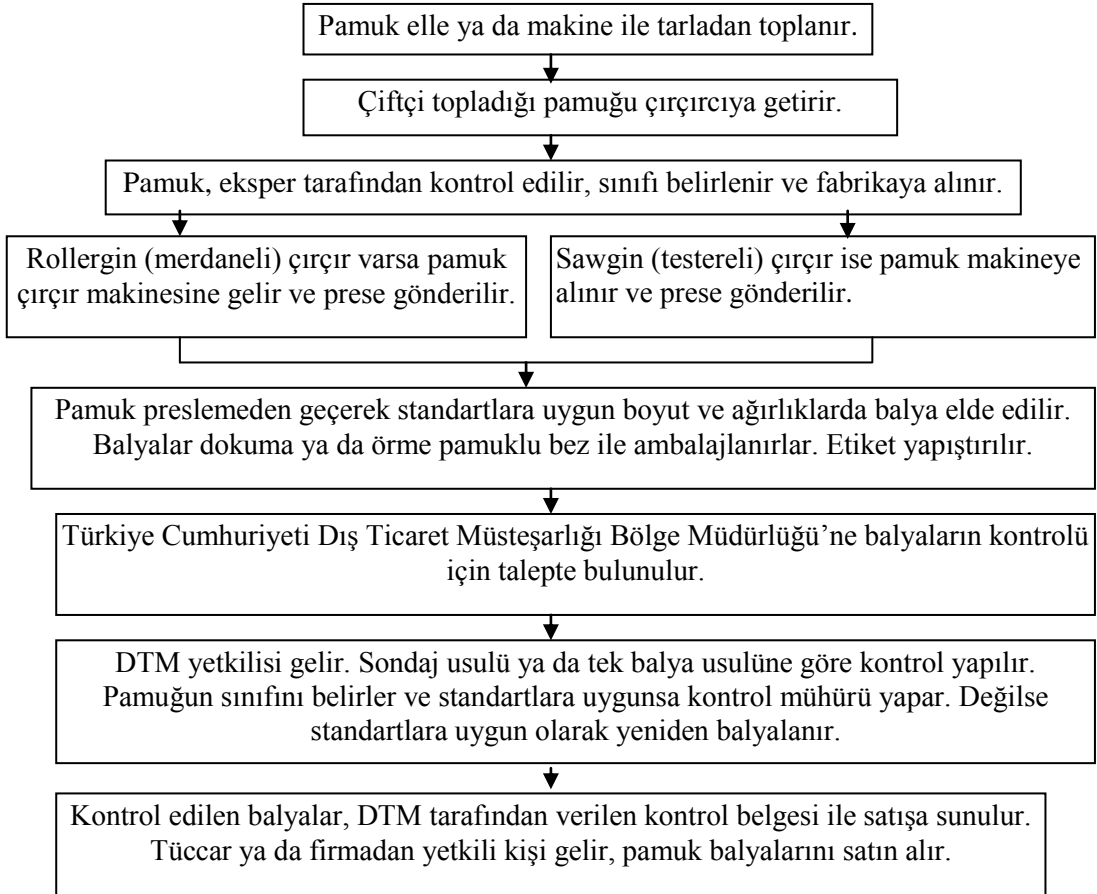 Pamuk elle ya da makine ile tarladan toplanır.
Çiftçi topladığı pamuğu çırçırcıya getirir.
Pamuk, eksper tarafından kontrol edilir, sınıfı belirlenir ve fabrikaya alınır.
Rollergin (merdaneli) çırçır varsa pamuk
çırçır makinesine gelir ve prese gönderilir.
Sawgin (testereli) çırçır ise pamuk makineye
alınır ve prese gönderilir.
Pamuk preslemeden geçerek standartlara uygun boyut ve ağırlıklarda balya elde edilir.
Balyalar dokuma ya da örme pamuklu bez ile ambalajlanırlar. Etiket yapıştırılır.
Türkiye Cumhuriyeti Dış Ticaret Müsteşarlığı Bölge Müdürlüğü’ne balyaların kontrolü
için talepte bulunulur.
DTM yetkilisi gelir. Sondaj usulü ya da tek balya usulüne göre kontrol yapılır.
Pamuğun sınıfını belirler ve standartlara uygunsa kontrol mühürü yapar. Değilse
standartlara uygun olarak yeniden balyalanır.
Kontrol edilen balyalar, DTM tarafından verilen kontrol belgesi ile satışa sunulur.
Tüccar ya da firmadan yetkili kişi gelir, pamuk balyalarını satın alır.